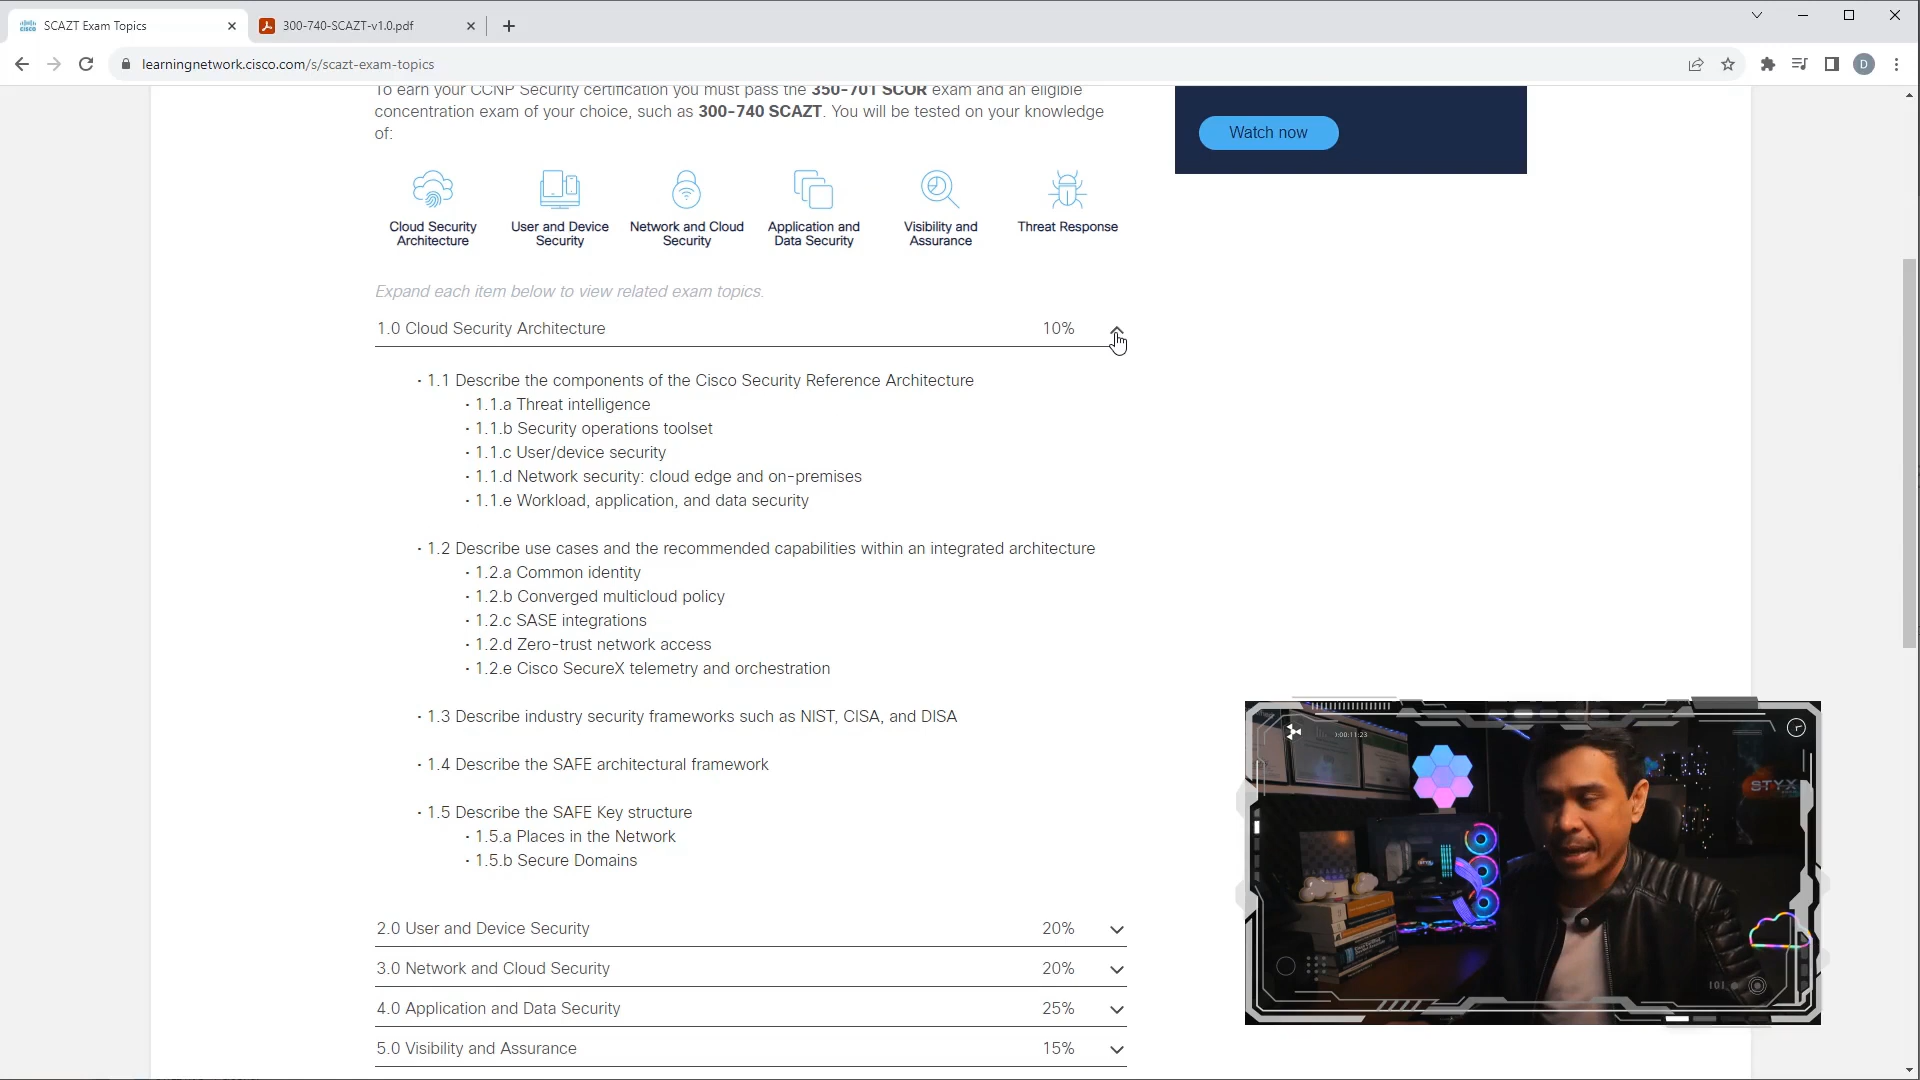 SCAZT Exam Topics
300-740-SCAZT-v1.0.pdf
learningnetwork.cisco.com/s/scazt-exam-topics
D
To earn your CCNP Security certification you must pass the 350-701 SCOR exam and an eligible
concentration exam of your choice, such as 300-740 SCAZT. You will be tested on your knowledge
of:
Watch now
Cloud Security
Architecture
User and Device
Security
Network and Cloud
Security
Application and
Data Security
Visibility and
Assurance
Threat Response
Expand each item below to view related exam topics.
1.0 Cloud Security Architecture 10%
· 1.1 Describe the components of the Cisco Security Reference Architecture
· 1.1.a Threat intelligence
· 1.1.b Security operations toolset
· 1.1.c User/device security
· 1.1.d Network security: cloud edge and on-premises
· 1.1.e Workload, application, and data security
· 1.2 Describe use cases and the recommended capabilities within an integrated architecture
· 1.2.a Common identity
· 1.2.b Converged multicloud policy
· 1.2.c SASE integrations
· 1.2.d Zero-trust network access
· 1.2.e Cisco SecureX telemetry and orchestration
· 1.3 Describe industry security frameworks such as NIST, CISA, and DISA
· 1.4 Describe the SAFE architectural framework
· 1.5 Describe the SAFE Key structure
· 1.5.a Places in the Network
· 1.5.b Secure Domains
2.0 User and Device Security 20%
3.0 Network and Cloud Security 20%
4.0 Application and Data Security 25%
5.0 Visibility and Assurance 15%
:00:11:23
STYX